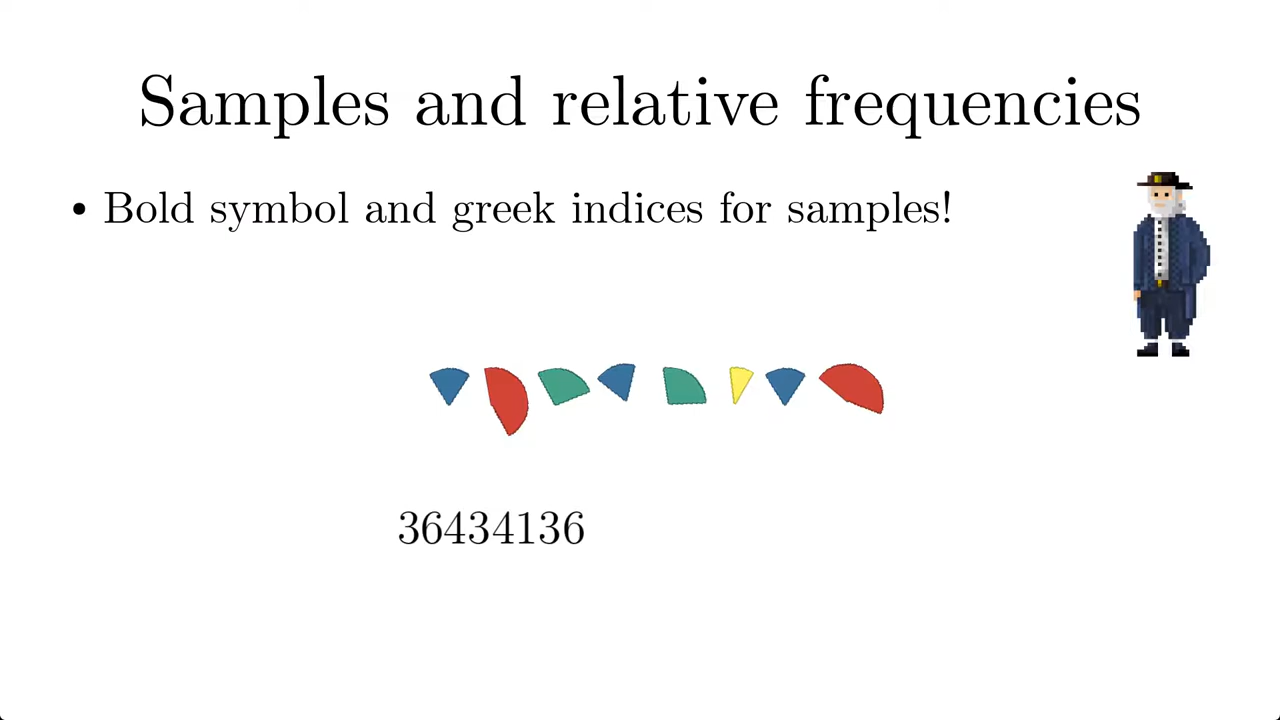 Samples and relative frequencies
• Bold symbol and greek indices for samples!
36434136